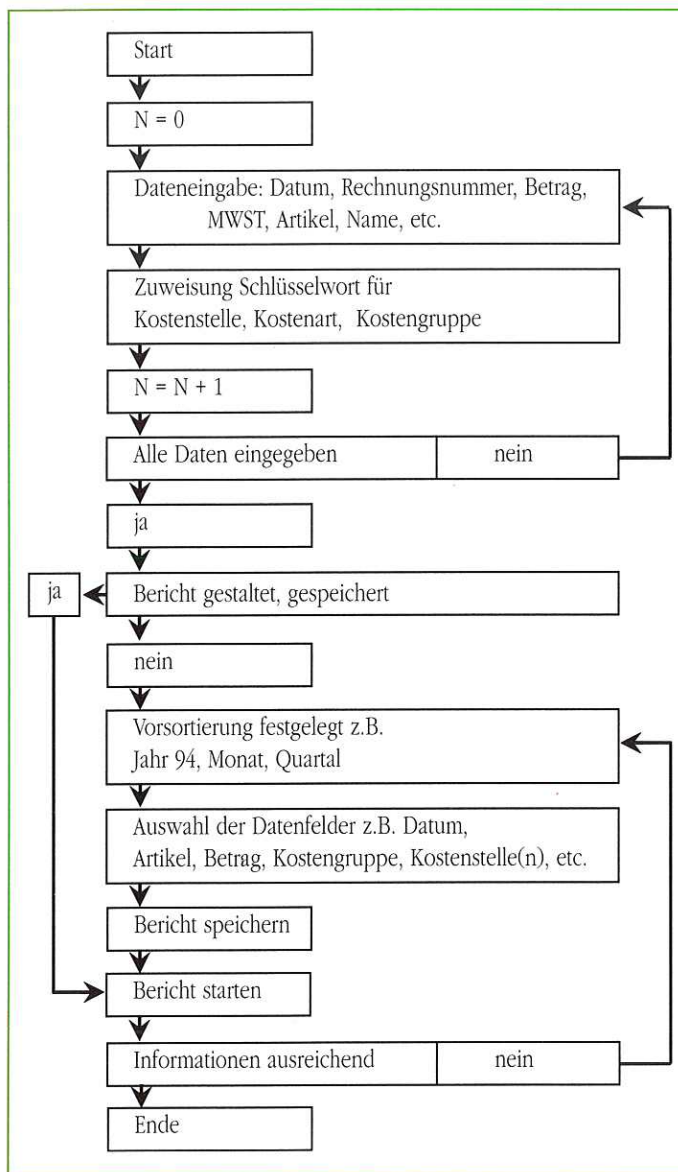 Start
N = 0
Dateneingabe: Datum, Rechnungsnummer, Betrag,
MWST, Artikel, Name, etc.
Zuweisung Schlüsselwort für
Kostenstelle, Kostenart, Kostengruppe
N = N + 1
Alle Daten eingegeben
nein
ja
ja
Bericht gestaltet, gespeichert
nein
Vorsortierung festgelegt z.B.
Jahr 94, Monat, Quartal
Auswahl der Datenfelder z.B. Datum,
Artikel, Betrag, Kostengruppe, Kostenstelle(n), etc.
Bericht speichern
Bericht starten
Informationen ausreichend
nein
Ende